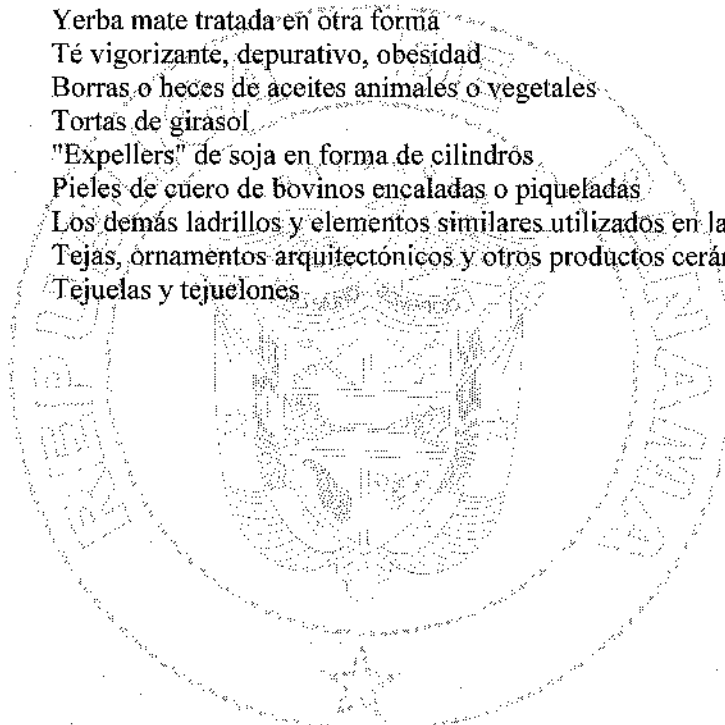 Yerba mate tratada en otra forma
Té vigorizante, depurativo, obesidad
Borras o heces de aceites animales o vegetales
Tortas de girasol
"Expellers" de soja en forma de cilindros
Pieles de cuero de bovinos encaladas o piqueladas
Los demás ladrillos y elementos similares utilizados en la
Tejas, ornamentos arquitectónicos y otros productos cerá
Tejuelas y tejuelones